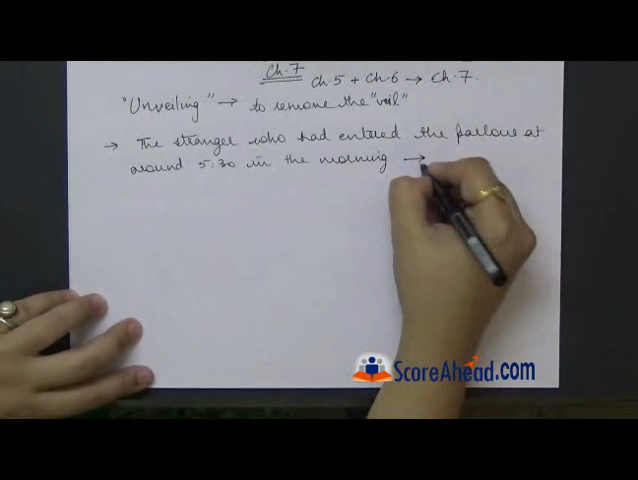 Ch.7
Ch.5 + Ch.6 → Ch.7.
"Unveiling" → to remove the "veil"
→ The stranger who had entered the parlour at
around 5:30 in the morning →
ScoreAhead.com